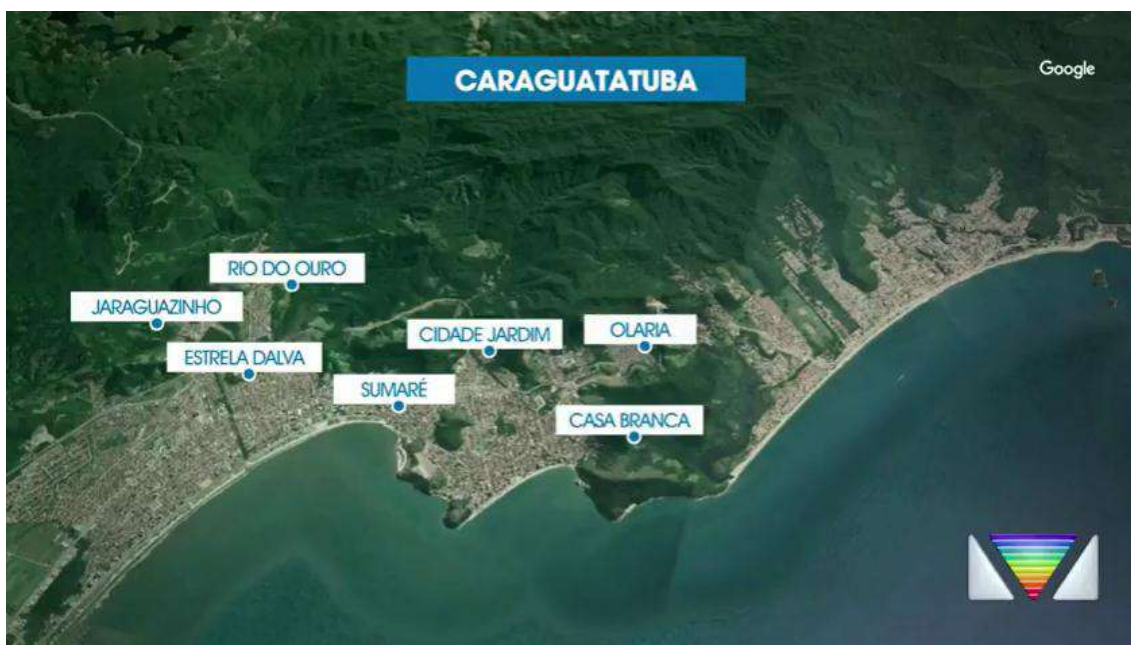 CARAGUATATUBA
Google
RIO DO OURO
JARAGUAZINHO
CIDADE JARDIM
OLARIA
ESTRELA DALVA
SUMARÉ
CASA BRANCA